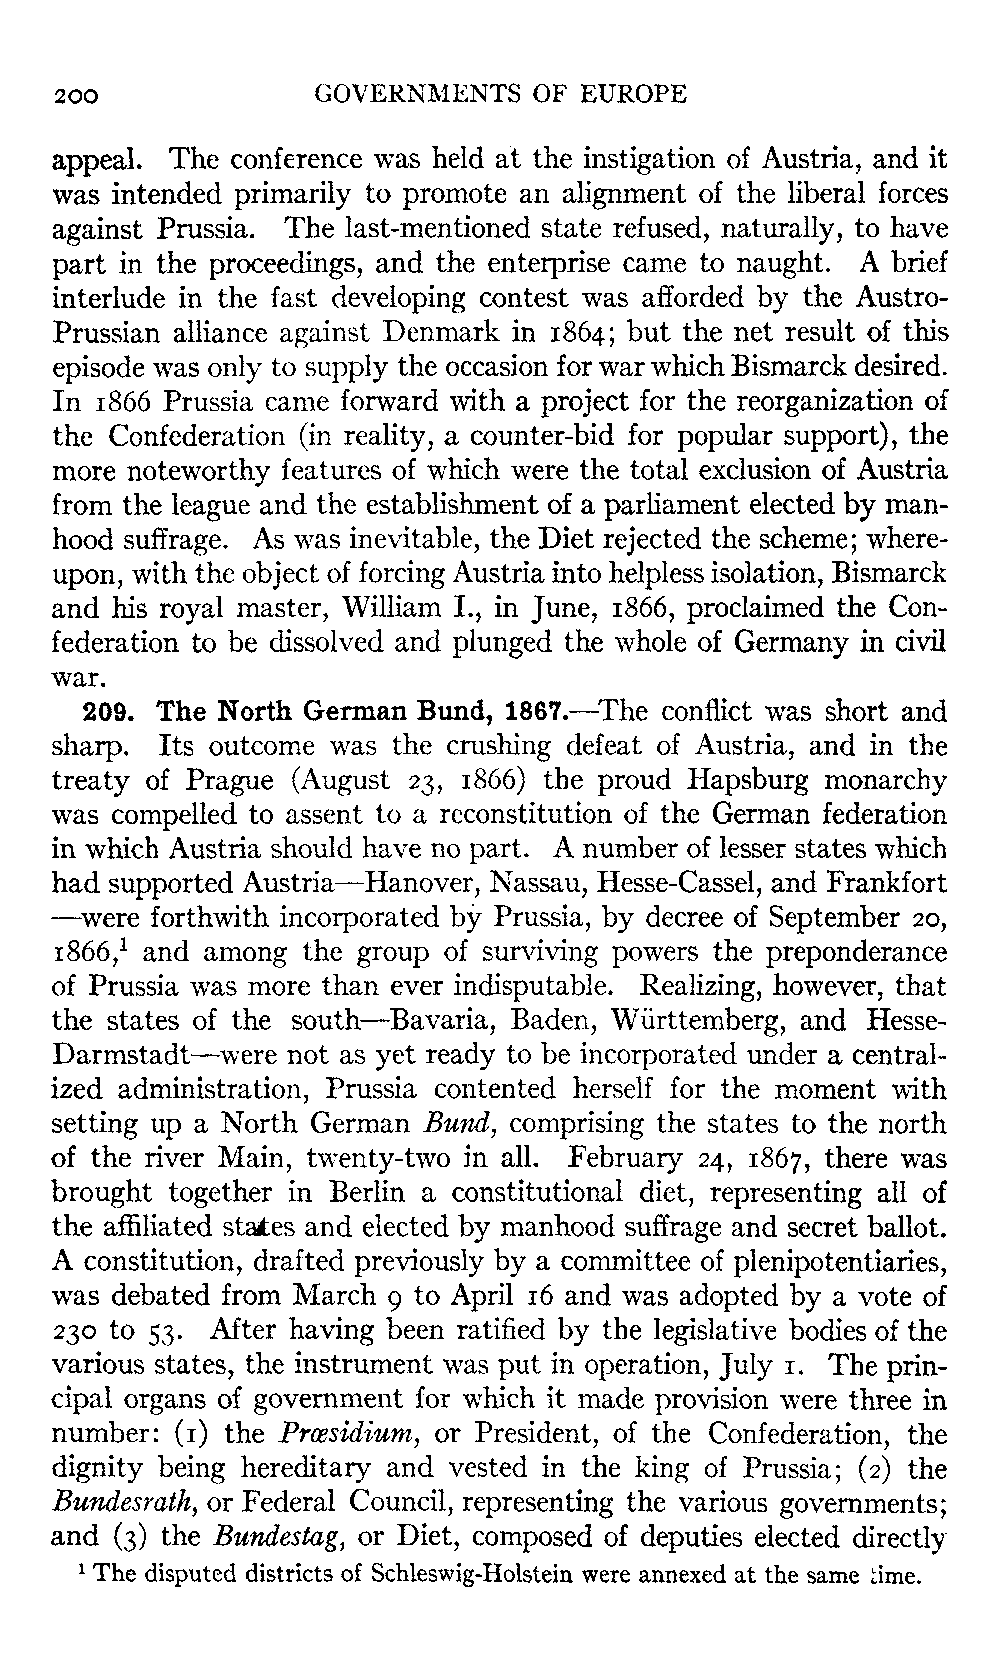 200 GOVERNMENTS OF EUROPE
appeal. The conference was held at the instigation of Austria, and it
was intended primarily to promote an alignment of the liberal forces
against Prussia. The last-mentioned state refused, naturally, to have
part in the proceedings, and the enterprise came to naught. A brief
interlude in the fast developing contest was afforded by the Austro-
Prussian alliance against Denmark in 1864; but the net result of this
episode was only to supply the occasion for war which Bismarck desired.
In 1866 Prussia came forward with a project for the reorganization of
the Confederation (in reality, a counter-bid for popular support), the
more noteworthy features of which were the total exclusion of Austria
from the league and the establishment of a parliament elected by man-
hood suffrage. As was inevitable, the Diet rejected the scheme; where-
upon, with the object of forcing Austria into helpless isolation, Bismarck
and his royal master, William I., in June, 1866, proclaimed the Con-
federation to be dissolved and plunged the whole of Germany in civil
war.
209. The North German Bund, 1867.—The conflict was short and
sharp. Its outcome was the crushing defeat of Austria, and in the
treaty of Prague (August 23, 1866) the proud Hapsburg monarchy
was compelled to assent to a reconstitution of the German federation
in which Austria should have no part. A number of lesser states which
had supported Austria—Hanover, Nassau, Hesse-Cassel, and Frankfort
—were forthwith incorporated by Prussia, by decree of September 20,
1866,¹ and among the group of surviving powers the preponderance
of Prussia was more than ever indisputable. Realizing, however, that
the states of the south—Bavaria, Baden, Württemberg, and Hesse-
Darmstadt—were not as yet ready to be incorporated under a central-
ized administration, Prussia contented herself for the moment with
setting up a North German Bund, comprising the states to the north
of the river Main, twenty-two in all. February 24, 1867, there was
brought together in Berlin a constitutional diet, representing all of
the affiliated states and elected by manhood suffrage and secret ballot.
A constitution, drafted previously by a committee of plenipotentiaries,
was debated from March 9 to April 16 and was adopted by a vote of
230 to 53. After having been ratified by the legislative bodies of the
various states, the instrument was put in operation, July 1. The prin-
cipal organs of government for which it made provision were three in
number: (1) the Præsidium, or President, of the Confederation, the
dignity being hereditary and vested in the king of Prussia; (2) the
Bundesrath, or Federal Council, representing the various governments;
and (3) the Bundestag, or Diet, composed of deputies elected directly
¹ The disputed districts of Schleswig-Holstein were annexed at the same time.